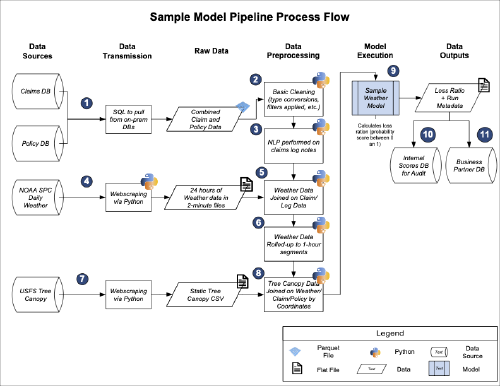 Sample Model Pipeline Process Flow
Data
Sources
Data
Transmission
Raw Data
Data
Preprocessing
Model
Execution
Data
Outputs
Claims DB
Policy DB
1
SQL to pull
from on-prem
DBs
Combined
Claim and
Policy Data
2
Basic Cleaning
(type conversions,
filters applied, etc.)
3
NLP performed on
claims log notes
9
Sample
Weather
Model
Calculates loss
ratio (probability
score between 0
an 1)
Loss Ratio
+ Run
Metadata
10
Internal
Scores DB
for Audit
11
Business
Partner DB
NOAA SPC
Daily
Weather
4
Webscraping
via Python
24 hours of
Weather data in
2-minute files
5
Weather Data
Joined on Claim/
Log Data
6
Weather Data
Rolled-up to 1-hour
segments
USFS Tree
Canopy
7
Webscraping
via Python
Static Tree
Canopy CSV
8
Tree Canopy Data
Joined on Weather/
Claim/Policy by
Coordinates
Legend
Parquet
File
Python
Text
Data
Source
Flat File
Text
Data
Text
Model